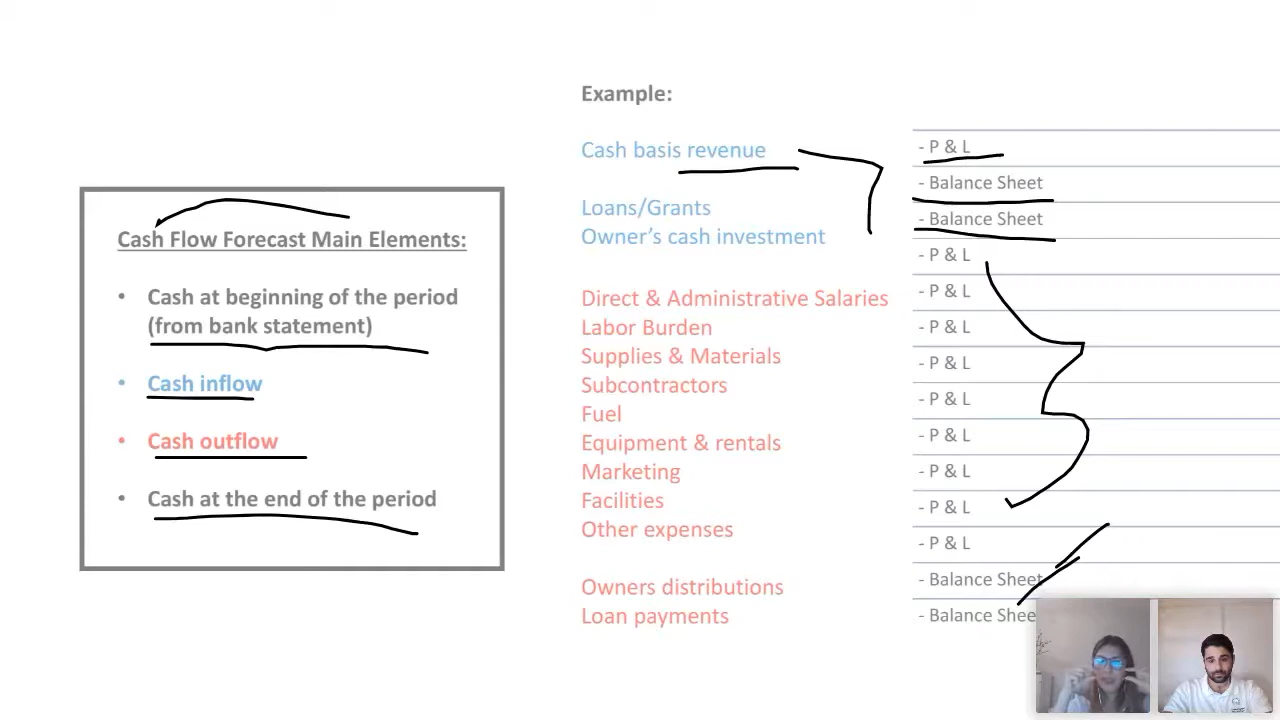 Cash Flow Forecast Main Elements:
• Cash at beginning of the period
(from bank statement)
• Cash inflow
• Cash outflow
• Cash at the end of the period
Example:
Cash basis revenue
Loans/Grants
Owner's cash investment
Direct & Administrative Salaries
Labor Burden
Supplies & Materials
Subcontractors
Fuel
Equipment & rentals
Marketing
Facilities
Other expenses
Owners distributions
Loan payments
- P & L
- Balance Sheet
- Balance Sheet
- P & L
- P & L
- P & L
- P & L
- P & L
- P & L
- P & L
- P & L
- P & L
- Balance Sheet
- Balance Shee